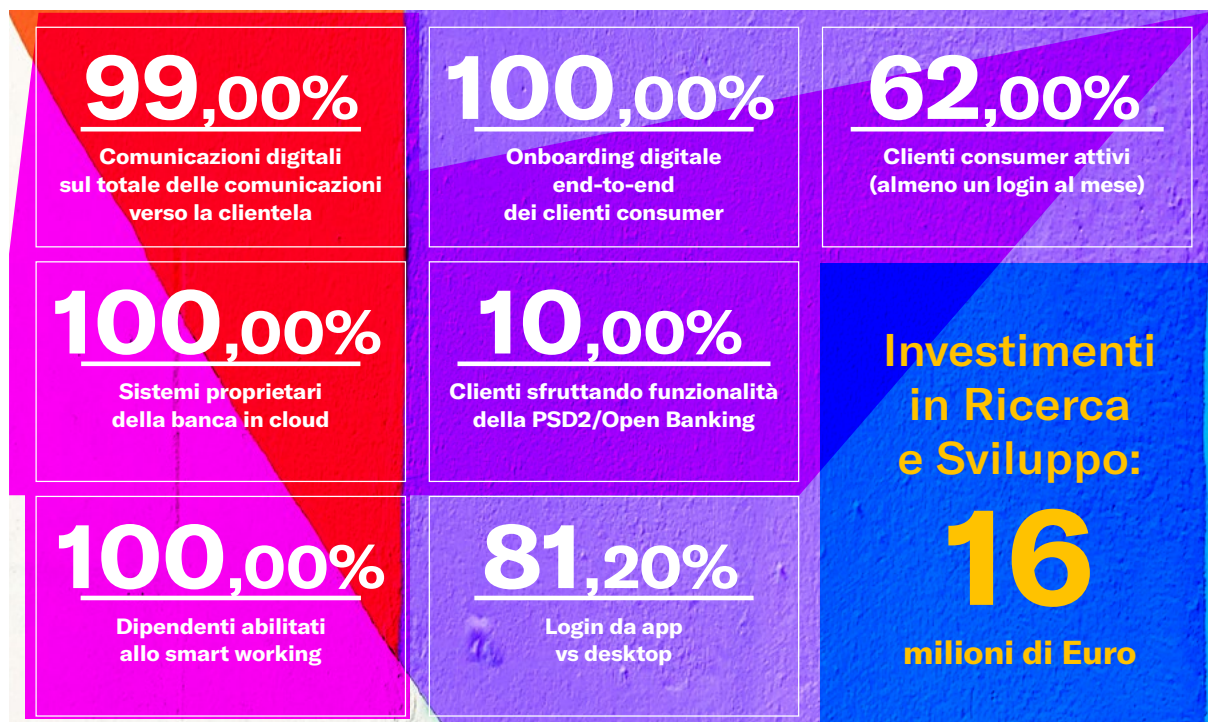 99,00%
Comunicazioni digitali
sul totale delle comunicazioni
verso la clientela
100,00%
Onboarding digitale
end-to-end
dei clienti consumer
62,00%
Clienti consumer attivi
(almeno un login al mese)
100,00%
Sistemi proprietari
della banca in cloud
10,00%
Clienti sfruttando funzionalità
della PSD2/Open Banking
100,00%
Dipendenti abilitati
allo smart working
81,20%
Login da app
vs desktop
Investimenti
in Ricerca
e Sviluppo:
16
milioni di Euro